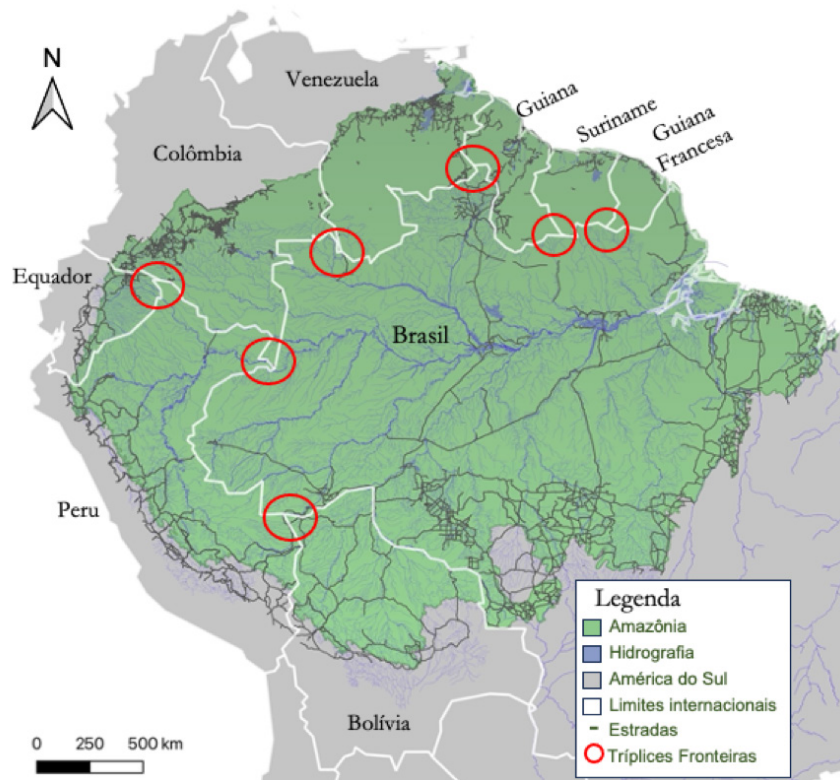 N
Venezuela
Guiana
Suriname
Guiana
Francesa
Colômbia
Equador
Brasil
Peru
Bolívia
Legenda
Amazônia
Hidrografia
América do Sul
Limites internacionais
Estradas
Tríplices Fronteiras
0 250 500 km